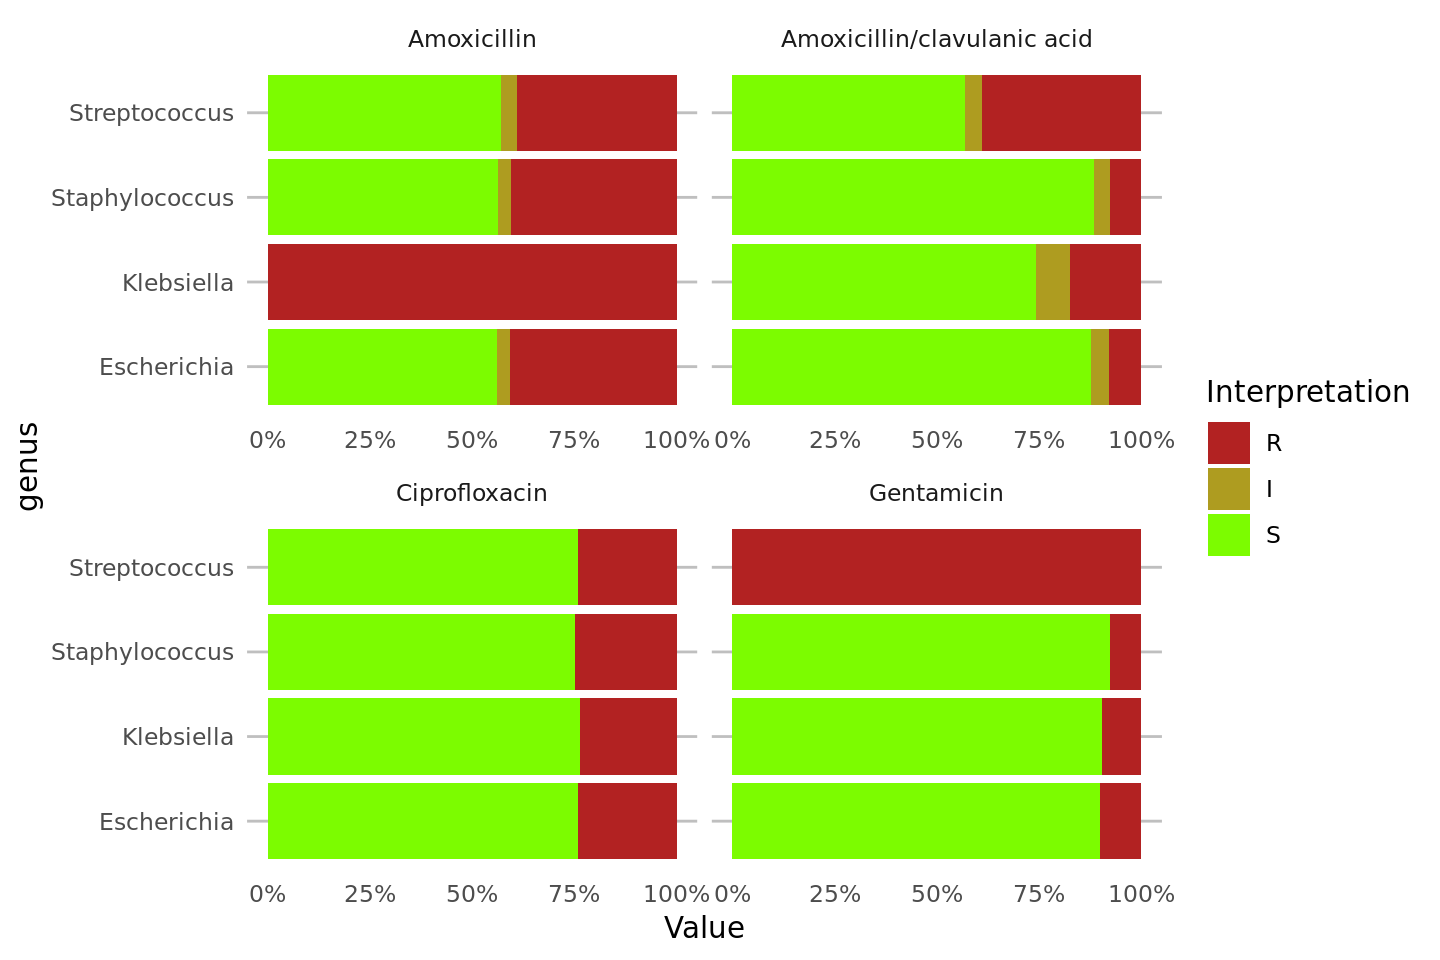 Amoxicillin
Amoxicillin/clavulanic acid
Streptococcus
Staphylococcus
Klebsiella
Escherichia
0% 25% 50% 75% 100% 0% 25% 50% 75% 100%
Ciprofloxacin
Gentamicin
Streptococcus
Staphylococcus
Klebsiella
Escherichia
0% 25% 50% 75% 100% 0% 25% 50% 75% 100%
genus
Value
Interpretation
R
I
S